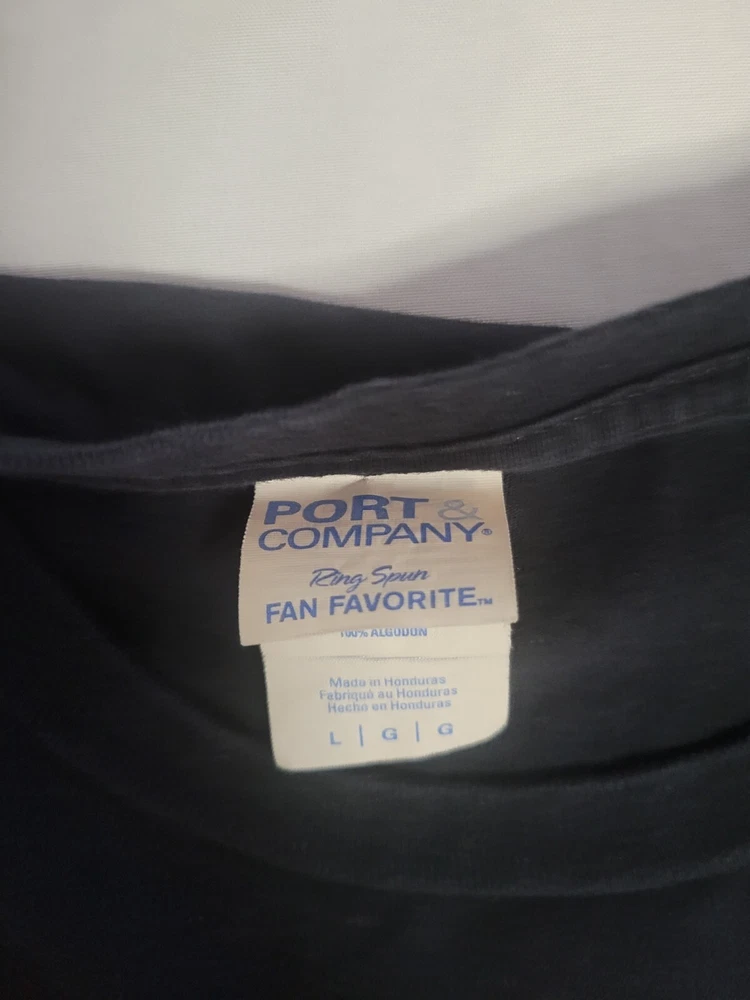 PORT &
COMPANY®
Ring Spun
FAN FAVORITE™
100% ALGODON
Made in Honduras
Fabriqué au Honduras
Hecho en Honduras
L | G | G